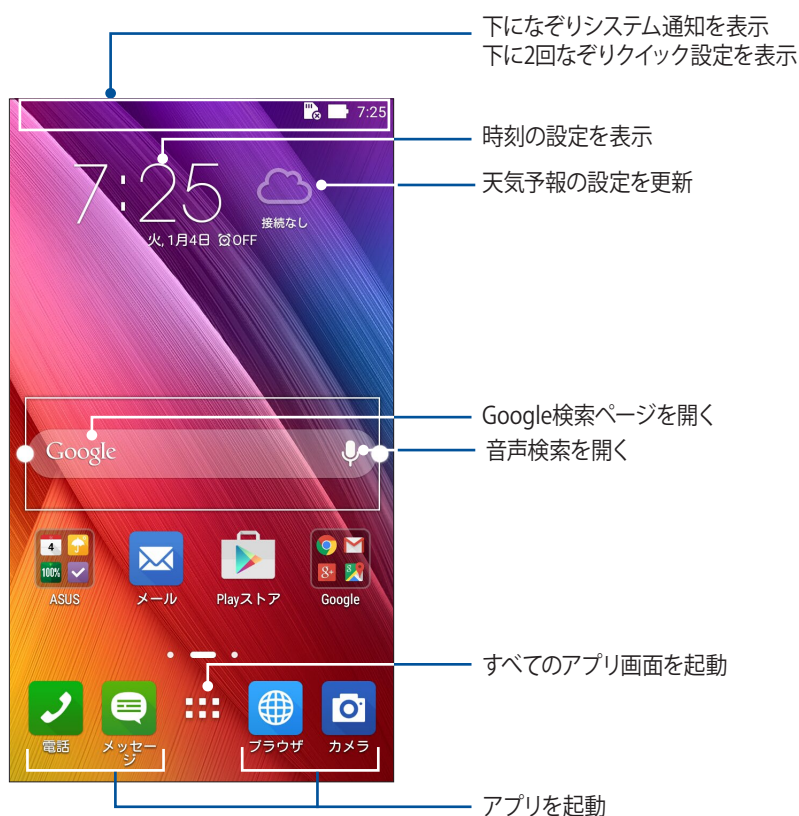 下になぞりシステム通知を表示
下に2回なぞりクイック設定を表示
7:25
時刻の設定を表示
7:25
天気予報の設定を更新
接続なし
火, 1月4日 OFF
Google検索ページを開く
Google
音声検索を開く
4
100%
8+
8
ASUS
メール
Playストア
Google
すべてのアプリ画面を起動
電話
メッセー
ジ
ブラウザ
カメラ
アプリを起動